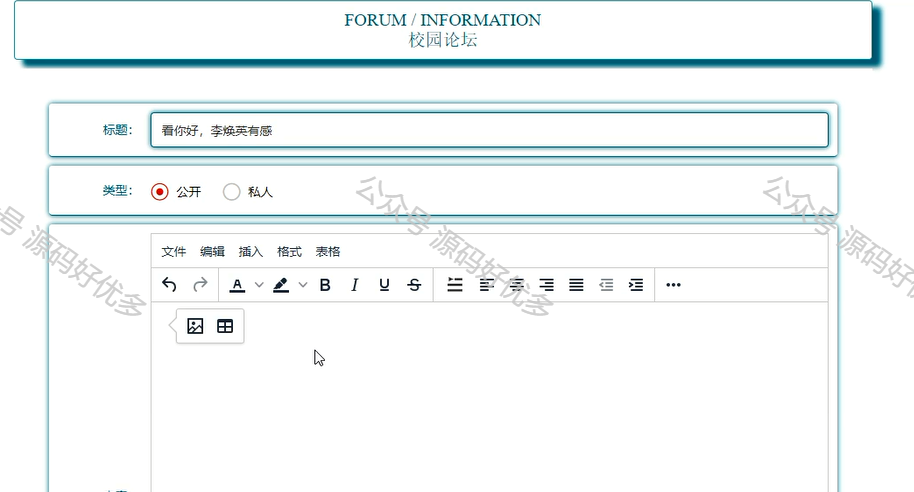 FORUM / INFORMATION
校园论坛
标题： 看你好，李焕英有感
类型： 公开 私人
文件 编辑 插入 格式 表格
A B I U S
号 源码好优多
公众号 源码好优多
公众号 源码好优多